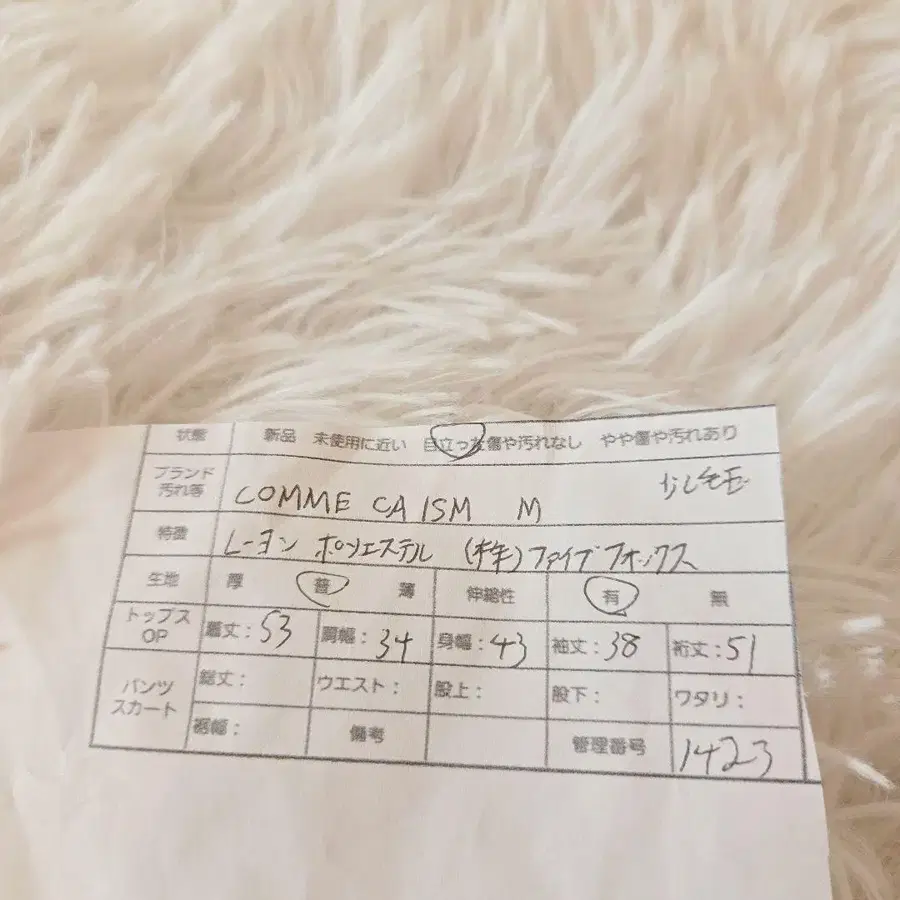 状態 新品 未使用に近い 目立った傷や汚れなし やや傷や汚れあり
ブランド 汚れ等 COMME CA ISM M 少し毛玉
特徴 レーヨン ポリエステル (株)ファイブフォックス
生地 厚 普 薄 伸縮性 有 無
トップス OP 着丈：53 肩幅：34 身幅：43 袖丈：38 裄丈：51
パンツ スカート 総丈： ウエスト： 股上： 股下： ワタリ：
裾幅： 備考 管理番号 1423